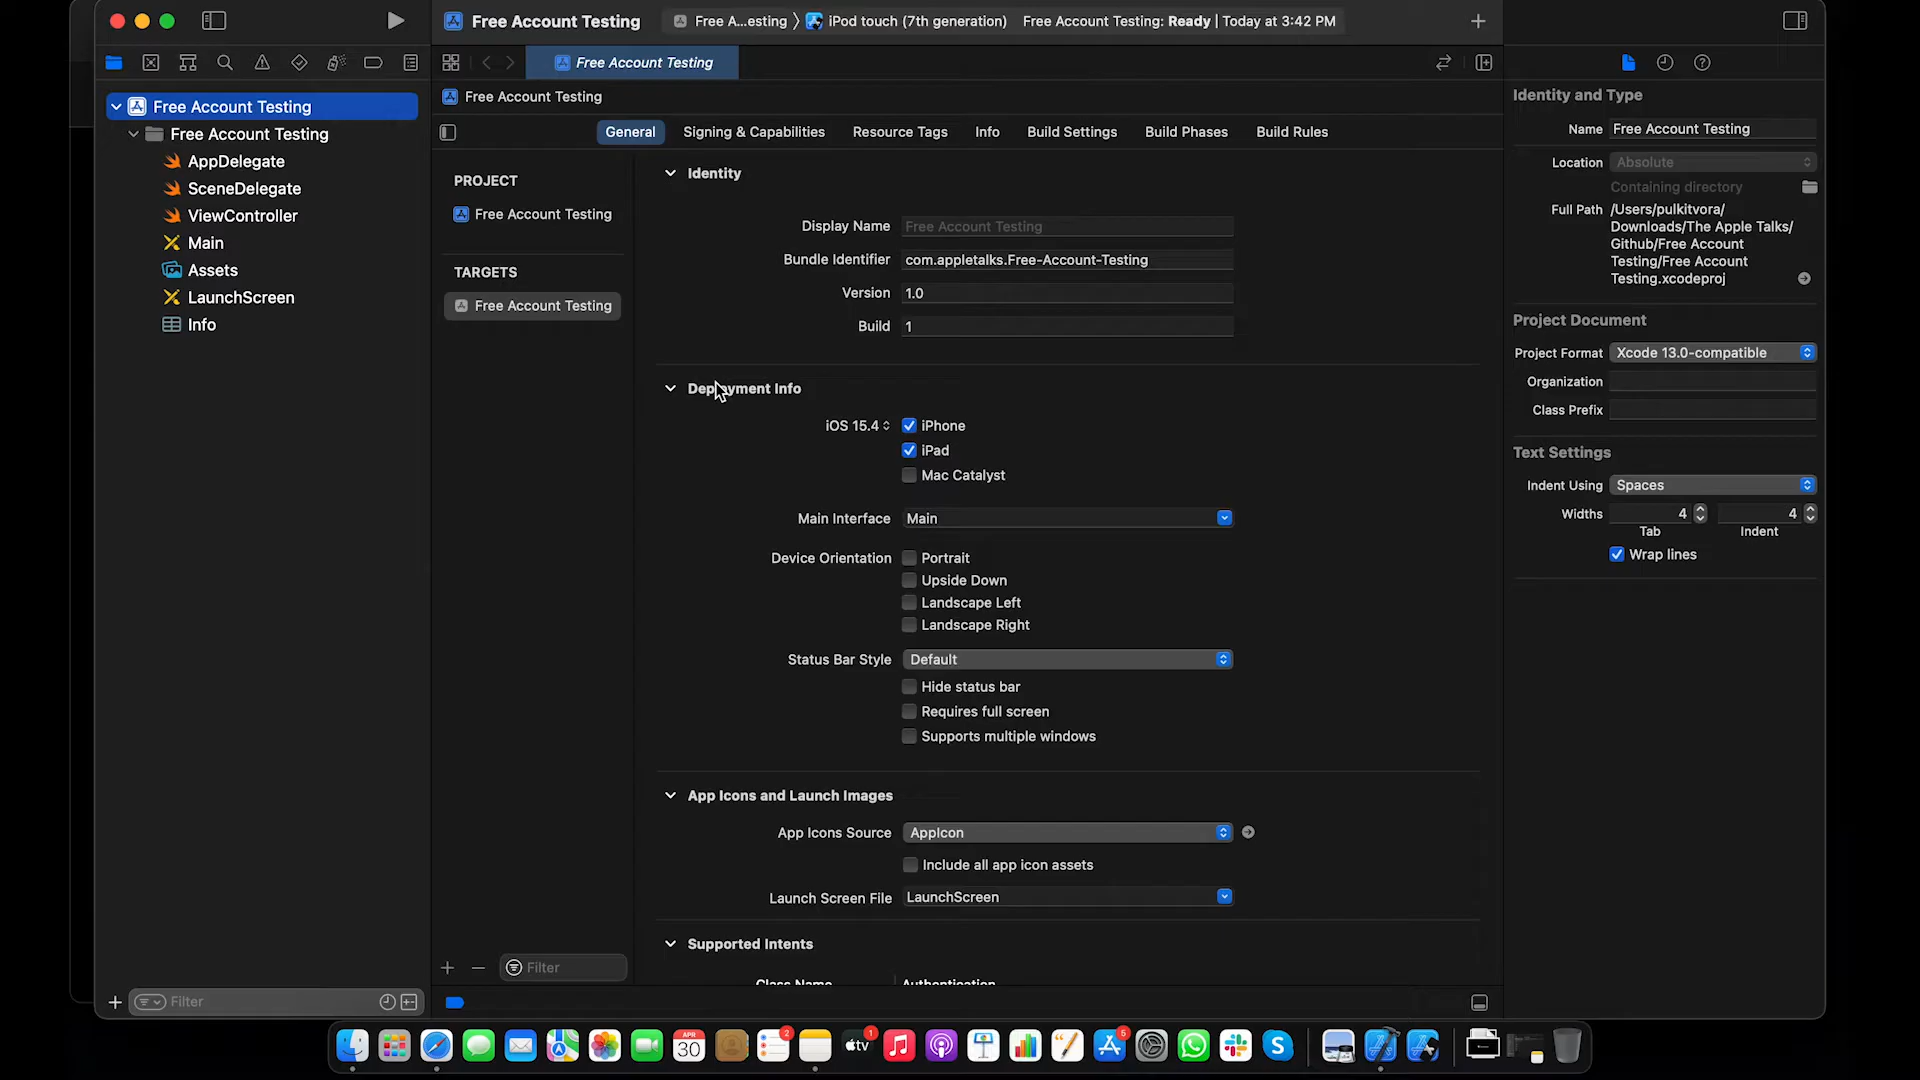 Free Account Testing
Free A...esting
iPod touch (7th generation)
Free Account Testing: Ready | Today at 3:42 PM
Free Account Testing
Free Account Testing
Free Account Testing
Free Account Testing
AppDelegate
SceneDelegate
ViewController
Main
Assets
LaunchScreen
Info
Filter
General
Signing & Capabilities
Resource Tags
Info
Build Settings
Build Phases
Build Rules
PROJECT
Free Account Testing
TARGETS
Free Account Testing
Filter
Identity
Display Name Free Account Testing
Bundle Identifier com.appletalks.Free-Account-Testing
Version 1.0
Build 1
Deployment Info
iOS 15.4 iPhone
iPad
Mac Catalyst
Main Interface Main
Device Orientation Portrait
Upside Down
Landscape Left
Landscape Right
Status Bar Style Default
Hide status bar
Requires full screen
Supports multiple windows
App Icons and Launch Images
App Icons Source AppIcon
Include all app icon assets
Launch Screen File LaunchScreen
Supported Intents
Class Name Authentication
Identity and Type
Name Free Account Testing
Location Absolute
Containing directory
Full Path /Users/pulkitvora/
Downloads/The Apple Talks/
Github/Free Account
Testing/Free Account
Testing.xcodeproj
Project Document
Project Format Xcode 13.0-compatible
Organization
Class Prefix
Text Settings
Indent Using Spaces
Widths 4 4
Tab Indent
Wrap lines
APR
30
2
tv
1
6